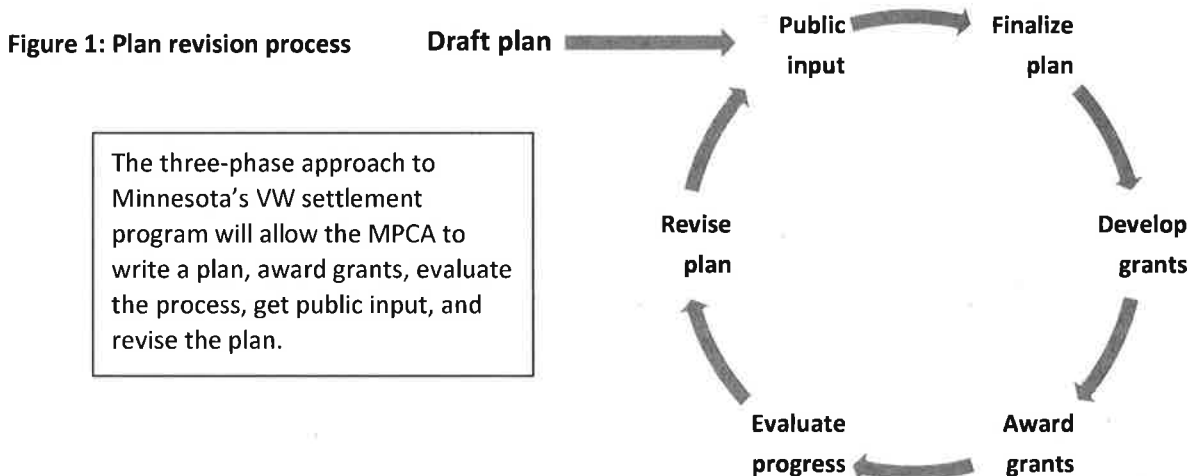 Figure 1: Plan revision process
Draft plan
Public
input
Finalize
plan
The three-phase approach to
Minnesota's VW settlement
program will allow the MPCA to
write a plan, award grants, evaluate
the process, get public input, and
revise the plan.
Develop
grants
Award
grants
Evaluate
progress
Revise
plan